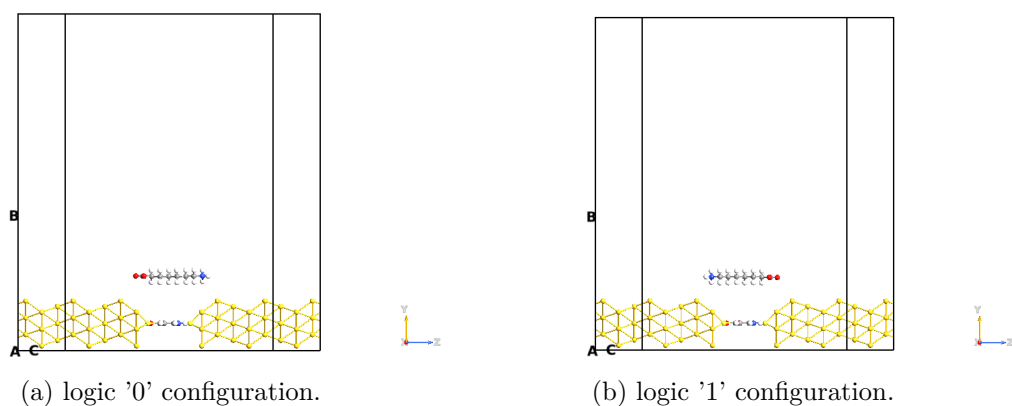 B
A C
Y
X Z
(a) logic ’0’ configuration.
B
A C
Y
X Z
(b) logic ’1’ configuration.